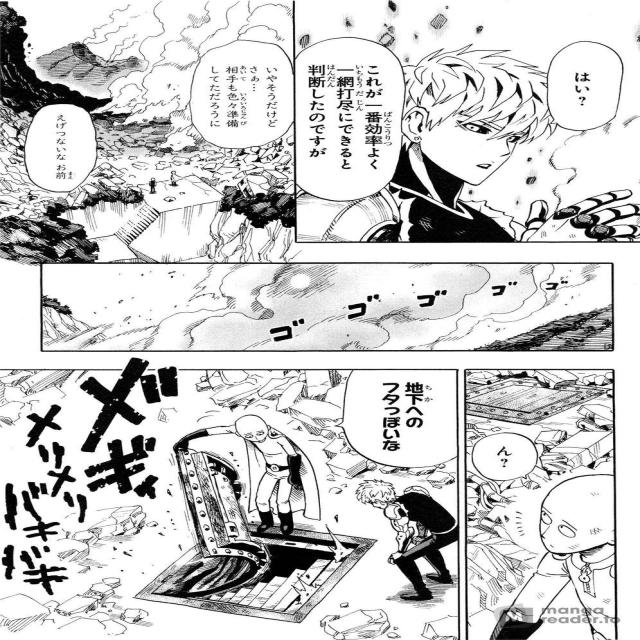 はい?
これが一番効率よく
一網打尽にできると
判断したのですが
いやそうだけど
さぁ…
相手も色々準備
してただろうに
えげつないな お前
ゴゴゴゴゴ
ん?
地下への
フタっぽいな
メギィ
メリメリ
バキバキ
manga
reader.to